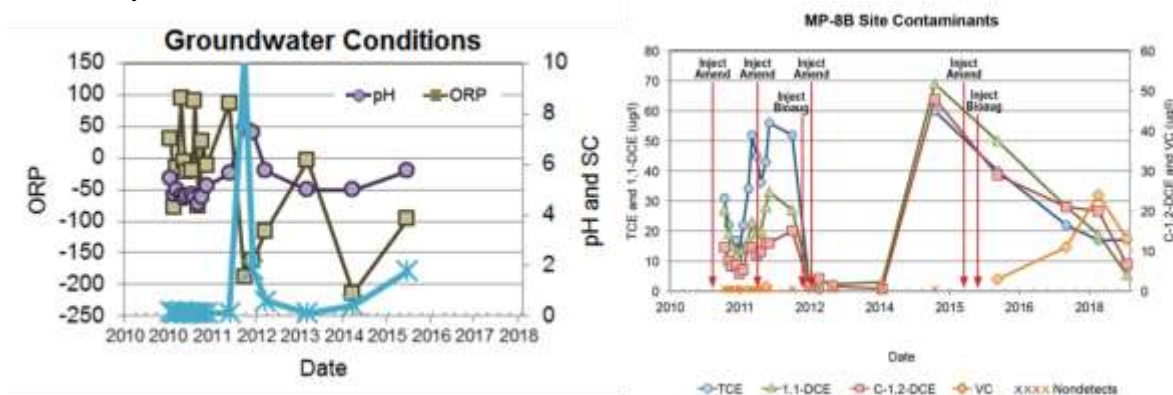 Groundwater Conditions
150
100
50
0
-50
-100
-150
-200
-250
ORP
pH
ORP
10
8
6
4
2
0
pH and SC
2010 2010 2011 2012 2013 2014 2015 2016 2017 2018
Date
MP-8B Site Contaminants
80
70
60
50
40
30
20
10
0
TCE and 1,1-DCE (ug/l)
Inject
Amend
Inject
Amend
Inject
Amend
Inject
Bioaug
Inject
Amend
Inject
Bioaug
60
50
40
30
20
10
0
C-1,2-DCE and VC (ug/l)
2010 2011 2012 2014 2015 2016 2018
Date
TCE 1,1-DCE C-1,2-DCE VC xxxx Nondetects